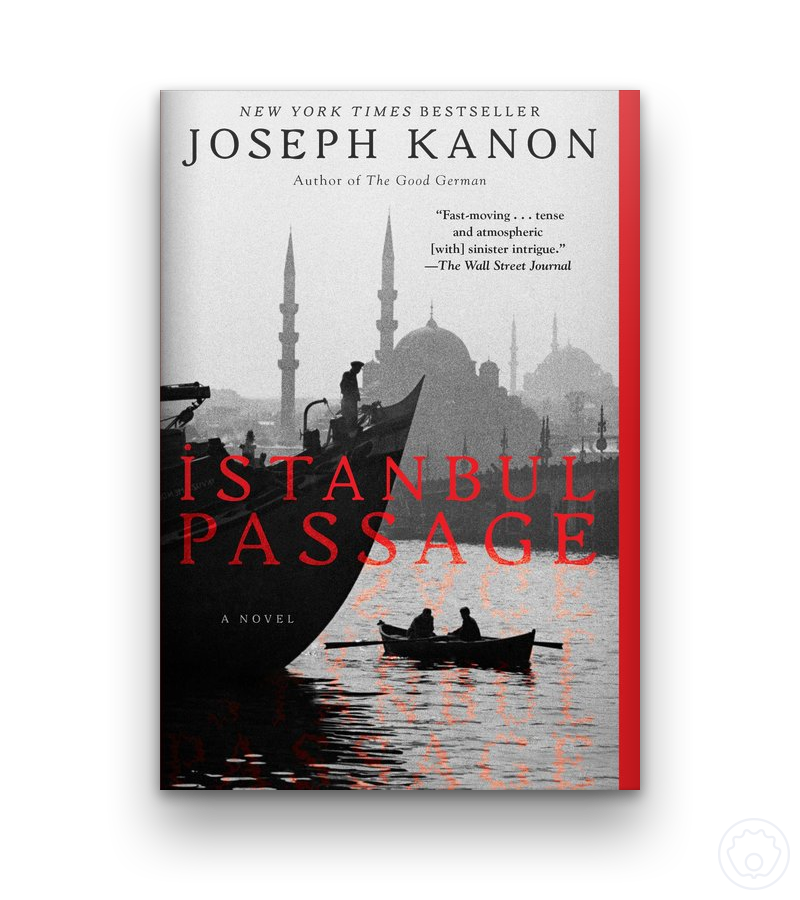 NEW YORK TIMES BESTSELLER
JOSEPH KANON
Author of The Good German
“Fast-moving . . . tense
and atmospheric
[with] sinister intrigue.”
—The Wall Street Journal
İSTANBUL
PASSAGE
A NOVEL